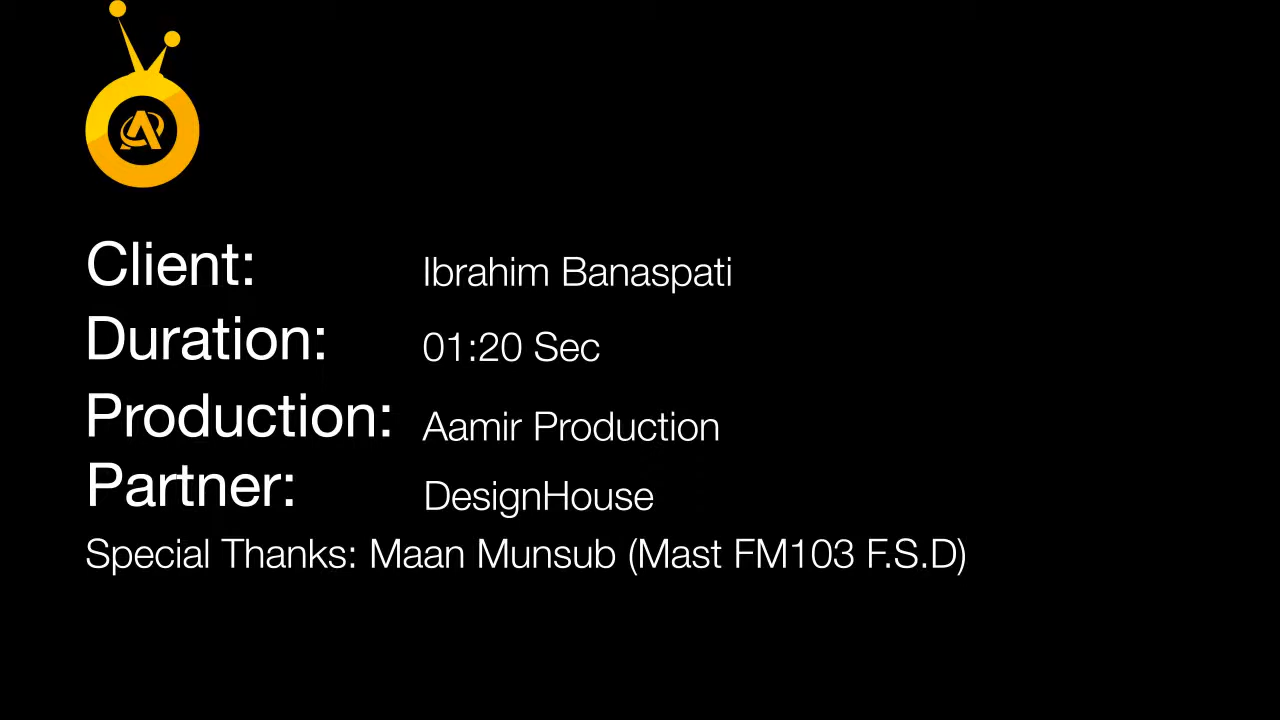 Client: Ibrahim Banaspati
Duration: 01:20 Sec
Production: Aamir Production
Partner: DesignHouse
Special Thanks: Maan Munsub (Mast FM103 F.S.D)